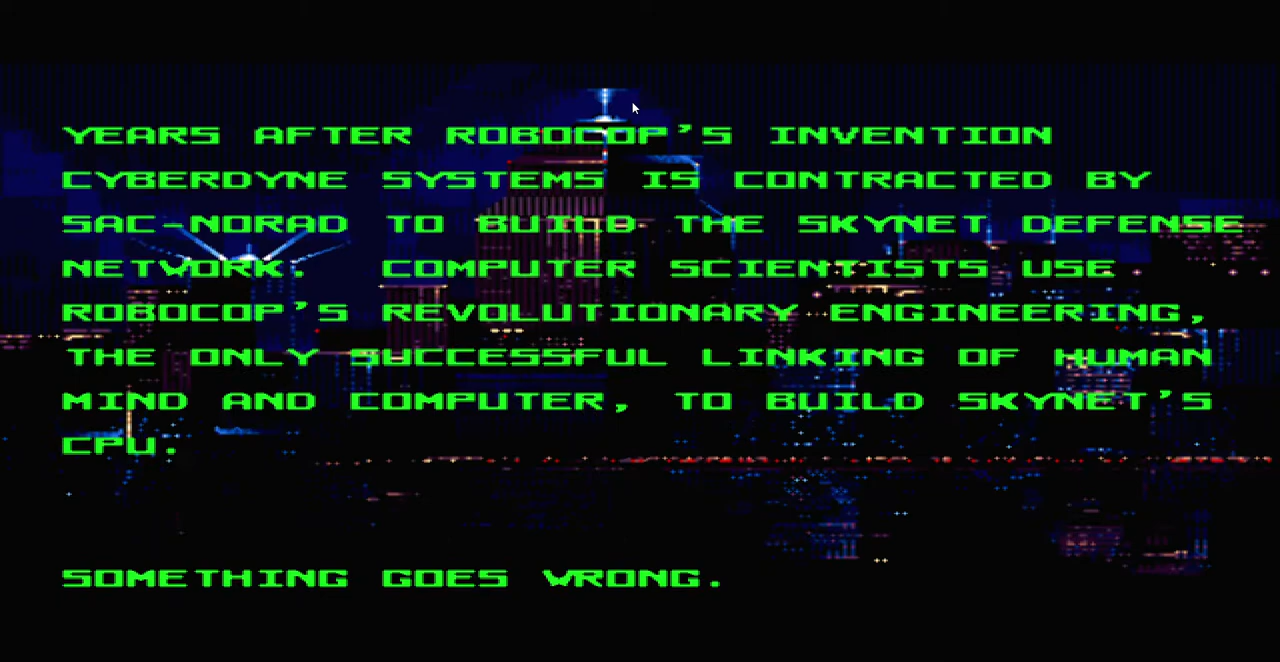 YEARS AFTER ROBOCOP'S INVENTION
CYBERDYNE SYSTEMS IS CONTRACTED BY
SAC-NORAD TO BUILD THE SKYNET DEFENSE
NETWORK. COMPUTER SCIENTISTS USE
ROBOCOP'S REVOLUTIONARY ENGINEERING,
THE ONLY SUCCESSFUL LINKING OF HUMAN
MIND AND COMPUTER, TO BUILD SKYNET'S
CPU.
SOMETHING GOES WRONG.